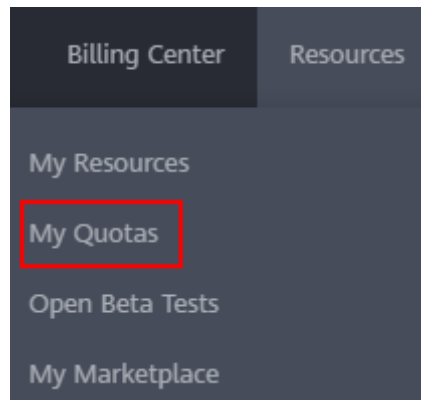 Billing Center Resources
My Resources
My Quotas
Open Beta Tests
My Marketplace